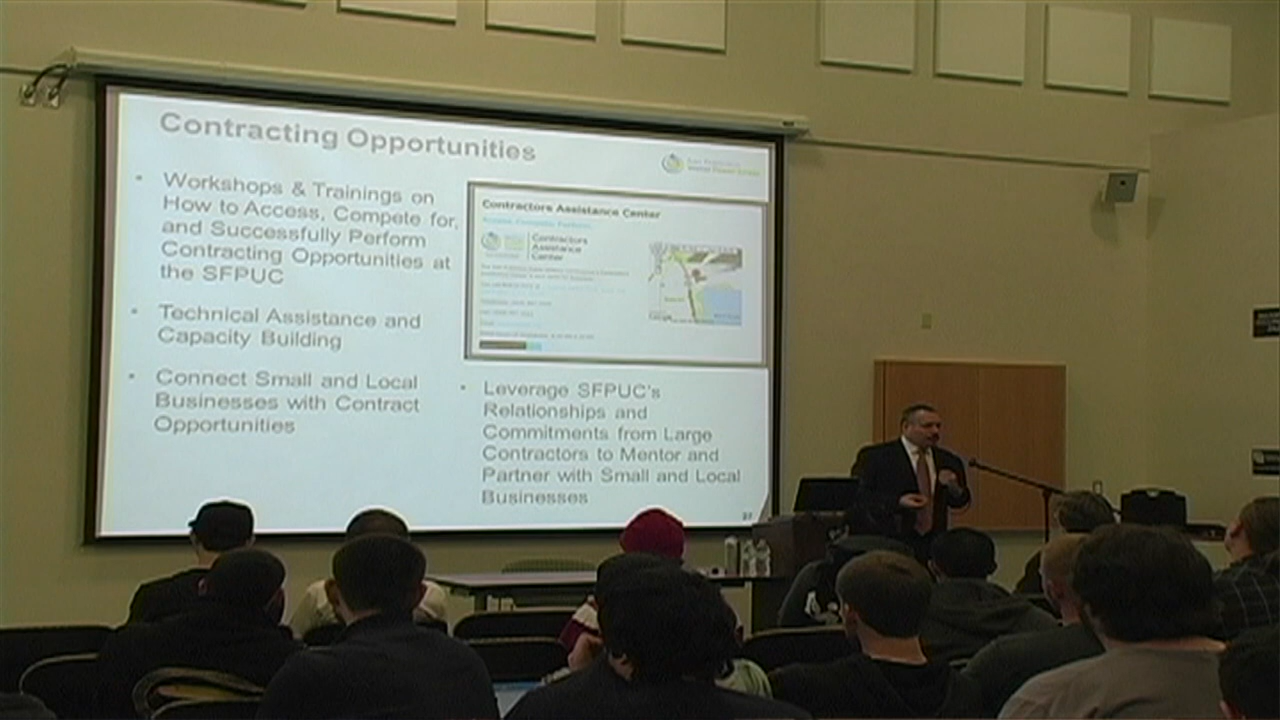 Contracting Opportunities
• Workshops & Trainings on
How to Access, Compete for,
and Successfully Perform
Contracting Opportunities at
the SFPUC
• Technical Assistance and
Capacity Building
• Connect Small and Local
Businesses with Contract
Opportunities
Contractors Assistance Center
Contractors
Assistance
Center
• Leverage SFPUC's
Relationships and
Commitments from Large
Contractors to Mentor and
Partner with Small and Local
Businesses